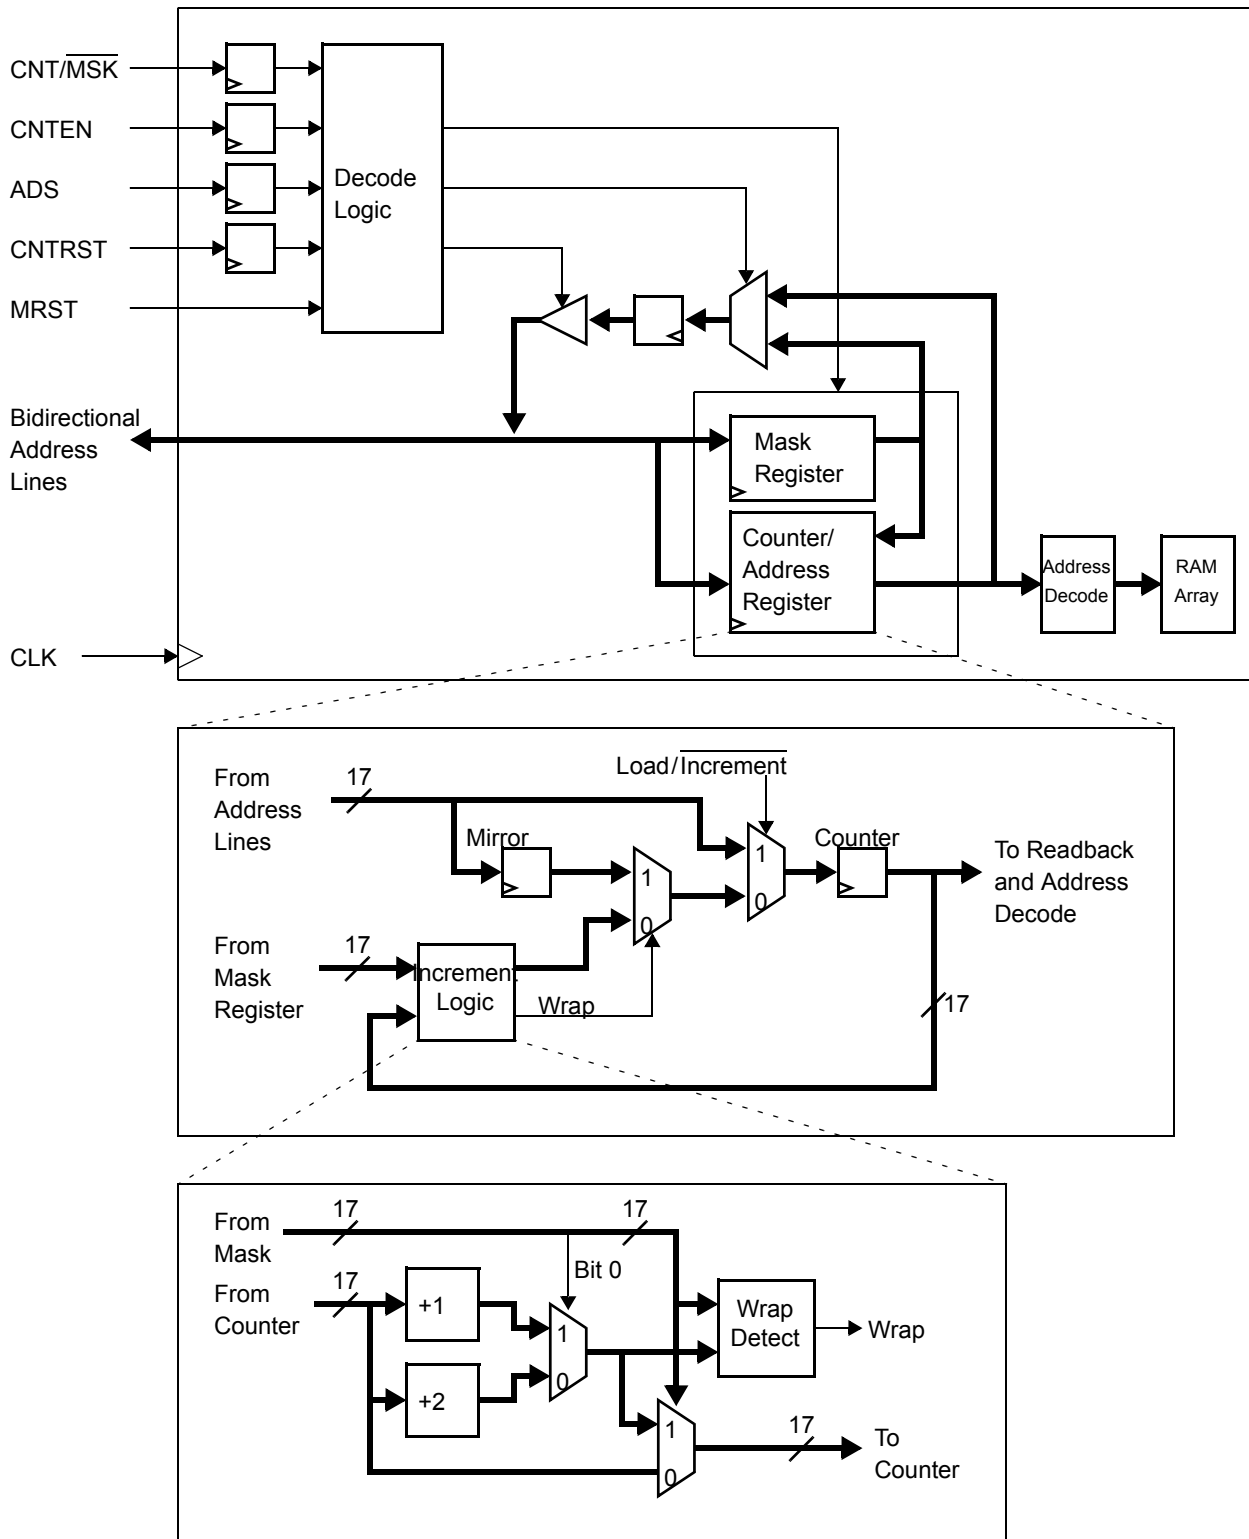 CNT/MSK
CNTEN
ADS
CNTRST
MRST
Decode
Logic
Bidirectional
Address
Lines
Mask
Register
Counter/
Address
Register
Address
Decode
RAM
Array
CLK
From
Address
Lines
17
Load/Increment
Mirror
Counter
1
0
1
0
To Readback
and Address
Decode
From
Mask
Register
17
Increment
Logic
Wrap
17
From
Mask
17
17
Bit 0
From
Counter
17
+1
+2
1
0
Wrap
Detect
Wrap
1
0
17
To
Counter